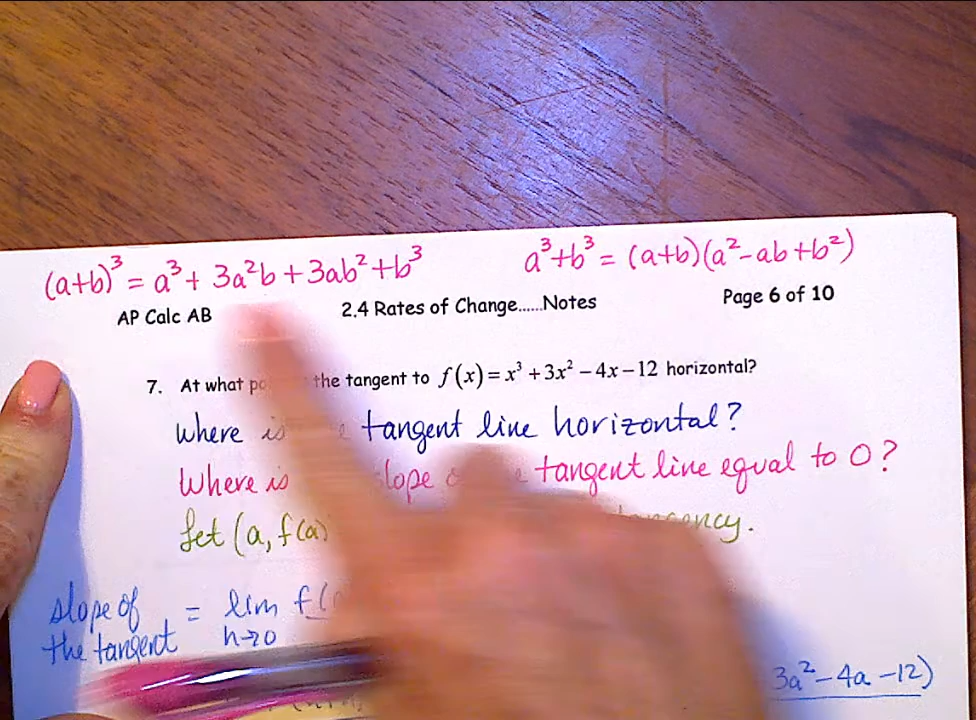 (a+b)³ = a³ + 3a²b + 3ab² + b³
a³+b³ = (a+b)(a²-ab+b²)
AP Calc AB 2.4 Rates of Change......Notes Page 6 of 10
7. At what the tangent to f(x) = x³ + 3x² − 4x − 12 horizontal?
Where is tangent line horizontal?
Where is slope tangent line equal to 0?
Let (a, f(a) tangency.
slope of the tangent = lim h→0 f(
3a² − 4a − 12)